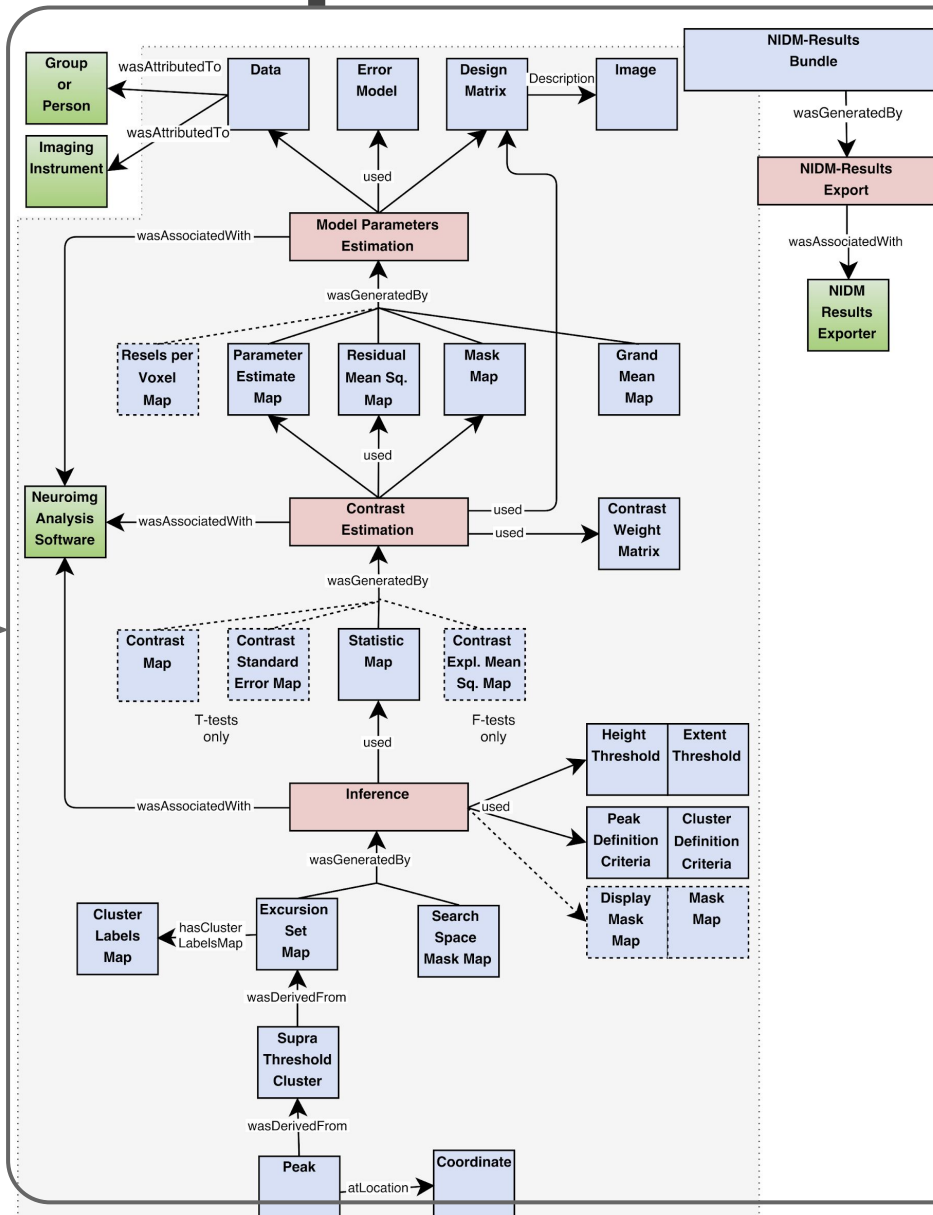 NIDM-Results
Bundle
Group
or
Person
wasAttributedTo
Data
Error
Model
Design
Matrix
Description
Image
wasGeneratedBy
wasAttributedTo
Imaging
Instrument
used
NIDM-Results
Export
Model Parameters
Estimation
wasAssociatedWith
wasAssociatedWith
wasGeneratedBy
NIDM
Results
Exporter
Resels per
Voxel
Map
Parameter
Estimate
Map
Residual
Mean Sq.
Map
Mask
Map
Grand
Mean
Map
used
Neuroimg
Analysis
Software
wasAssociatedWith
Contrast
Estimation
used
used
Contrast
Weight
Matrix
wasGeneratedBy
Contrast
Map
Contrast
Standard
Error Map
Statistic
Map
Contrast
Expl. Mean
Sq. Map
T-tests
only
F-tests
only
used
Height
Threshold
Extent
Threshold
wasAssociatedWith
Inference
used
Peak
Definition
Criteria
Cluster
Definition
Criteria
wasGeneratedBy
Display
Mask
Map
Mask
Map
Cluster
Labels
Map
hasCluster
LabelsMap
Excursion
Set
Map
Search
Space
Mask Map
wasDerivedFrom
Supra
Threshold
Cluster
wasDerivedFrom
Peak
atLocation
Coordinate